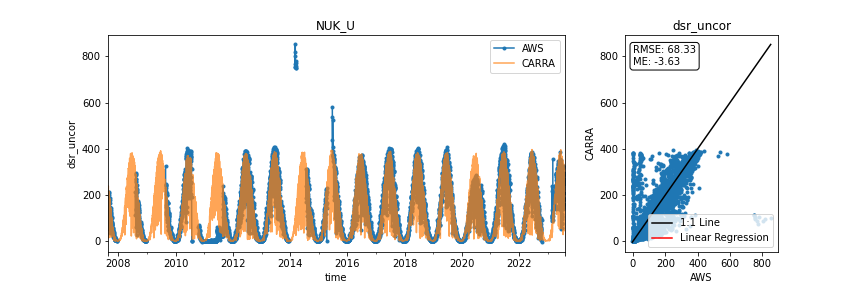 NUK_U
dsr_uncor
800
600
400
200
0
dsr_uncor
AWS
CARRA
2008
2010
2012
2014
2016
2018
2020
2022
time
dsr_uncor
RMSE: 68.33
ME: -3.63
800
600
400
200
0
CARRA
1:1 Line
Linear Regression
0
200
400
600
800
AWS